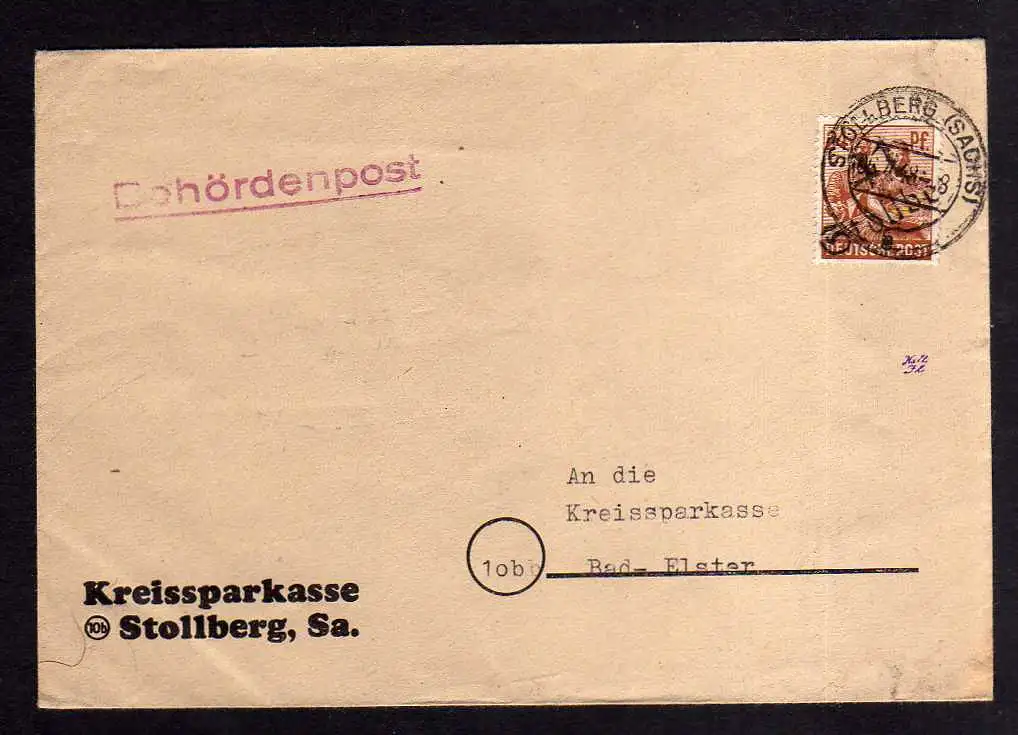 Behördenpost
STOLLBERG (SACHS)
Pf.
DEUTSCHE POST
An die
Kreissparkasse
10b
Bad- Elster
Kreissparkasse
10b Stollberg, Sa.